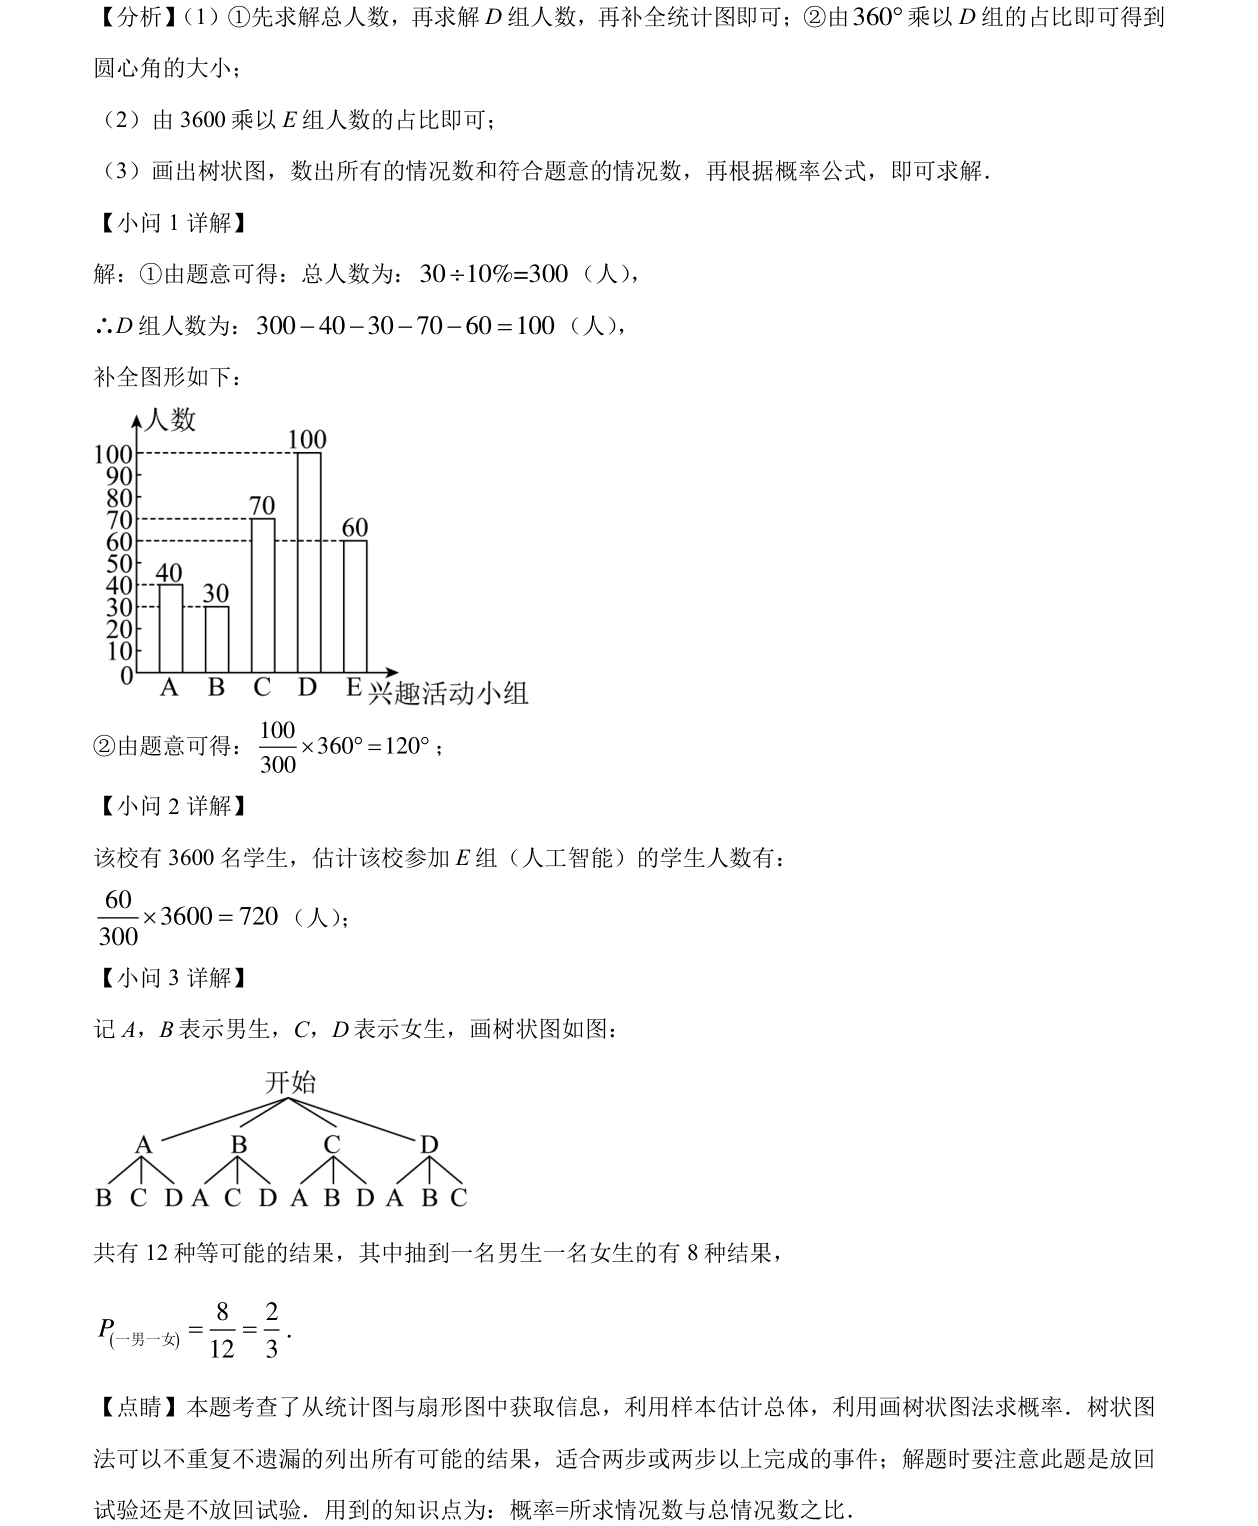 【分析】（1）①先求解总人数，再求解 D 组人数，再补全统计图即可；②由360°乘以 D 组的占比即可得到
圆心角的大小；
（2）由 3600 乘以 E 组人数的占比即可；
（3）画出树状图，数出所有的情况数和符合题意的情况数，再根据概率公式，即可求解．
【小问 1 详解】
解：①由题意可得：总人数为：30÷10%=300（人），
∴D 组人数为：300−40−30−70−60=100（人），
补全图形如下：
人数
100
100
90
80
70
70
60
60
50
40
40
30
30
20
10
0
A B C D E 兴趣活动小组
②由题意可得：100/300×360°=120°；
【小问 2 详解】
该校有 3600 名学生，估计该校参加 E 组（人工智能）的学生人数有：
60/300×3600=720（人）；
【小问 3 详解】
记 A，B 表示男生，C，D 表示女生，画树状图如图：
开始
A B C D
B C D A C D A B D A B C
共有 12 种等可能的结果，其中抽到一名男生一名女生的有 8 种结果，
P(一男一女)=8/12=2/3．
【点睛】本题考查了从统计图与扇形图中获取信息，利用样本估计总体，利用画树状图法求概率．树状图
法可以不重复不遗漏的列出所有可能的结果，适合两步或两步以上完成的事件；解题时要注意此题是放回
试验还是不放回试验．用到的知识点为：概率=所求情况数与总情况数之比．